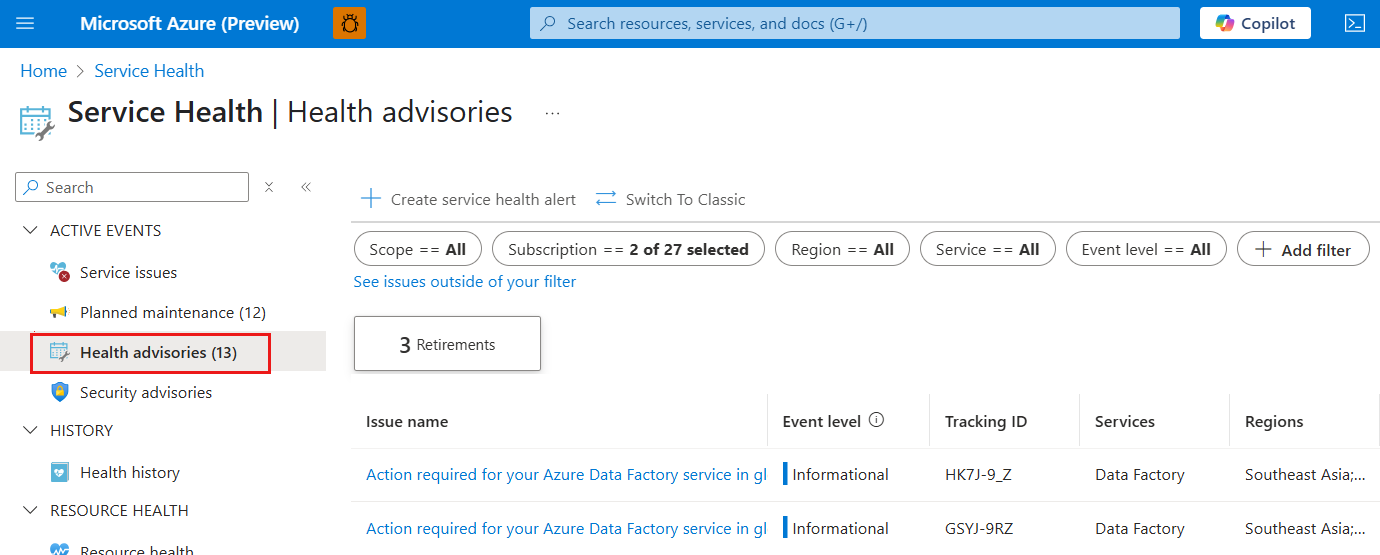 Microsoft Azure (Preview)
Search resources, services, and docs (G+/)
Copilot
Home > Service Health
Service Health | Health advisories ...
Search
ACTIVE EVENTS
Service issues
Planned maintenance (12)
Health advisories (13)
Security advisories
HISTORY
Health history
RESOURCE HEALTH
Resource health
Create service health alert
Switch To Classic
Scope == All
Subscription == 2 of 27 selected
Region == All
Service == All
Event level == All
Add filter
See issues outside of your filter
3 Retirements
Issue name Event level Tracking ID Services Regions
Action required for your Azure Data Factory service in gl Informational HK7J-9_Z Data Factory Southeast Asia;...
Action required for your Azure Data Factory service in gl Informational GSYJ-9RZ Data Factory Southeast Asia;...